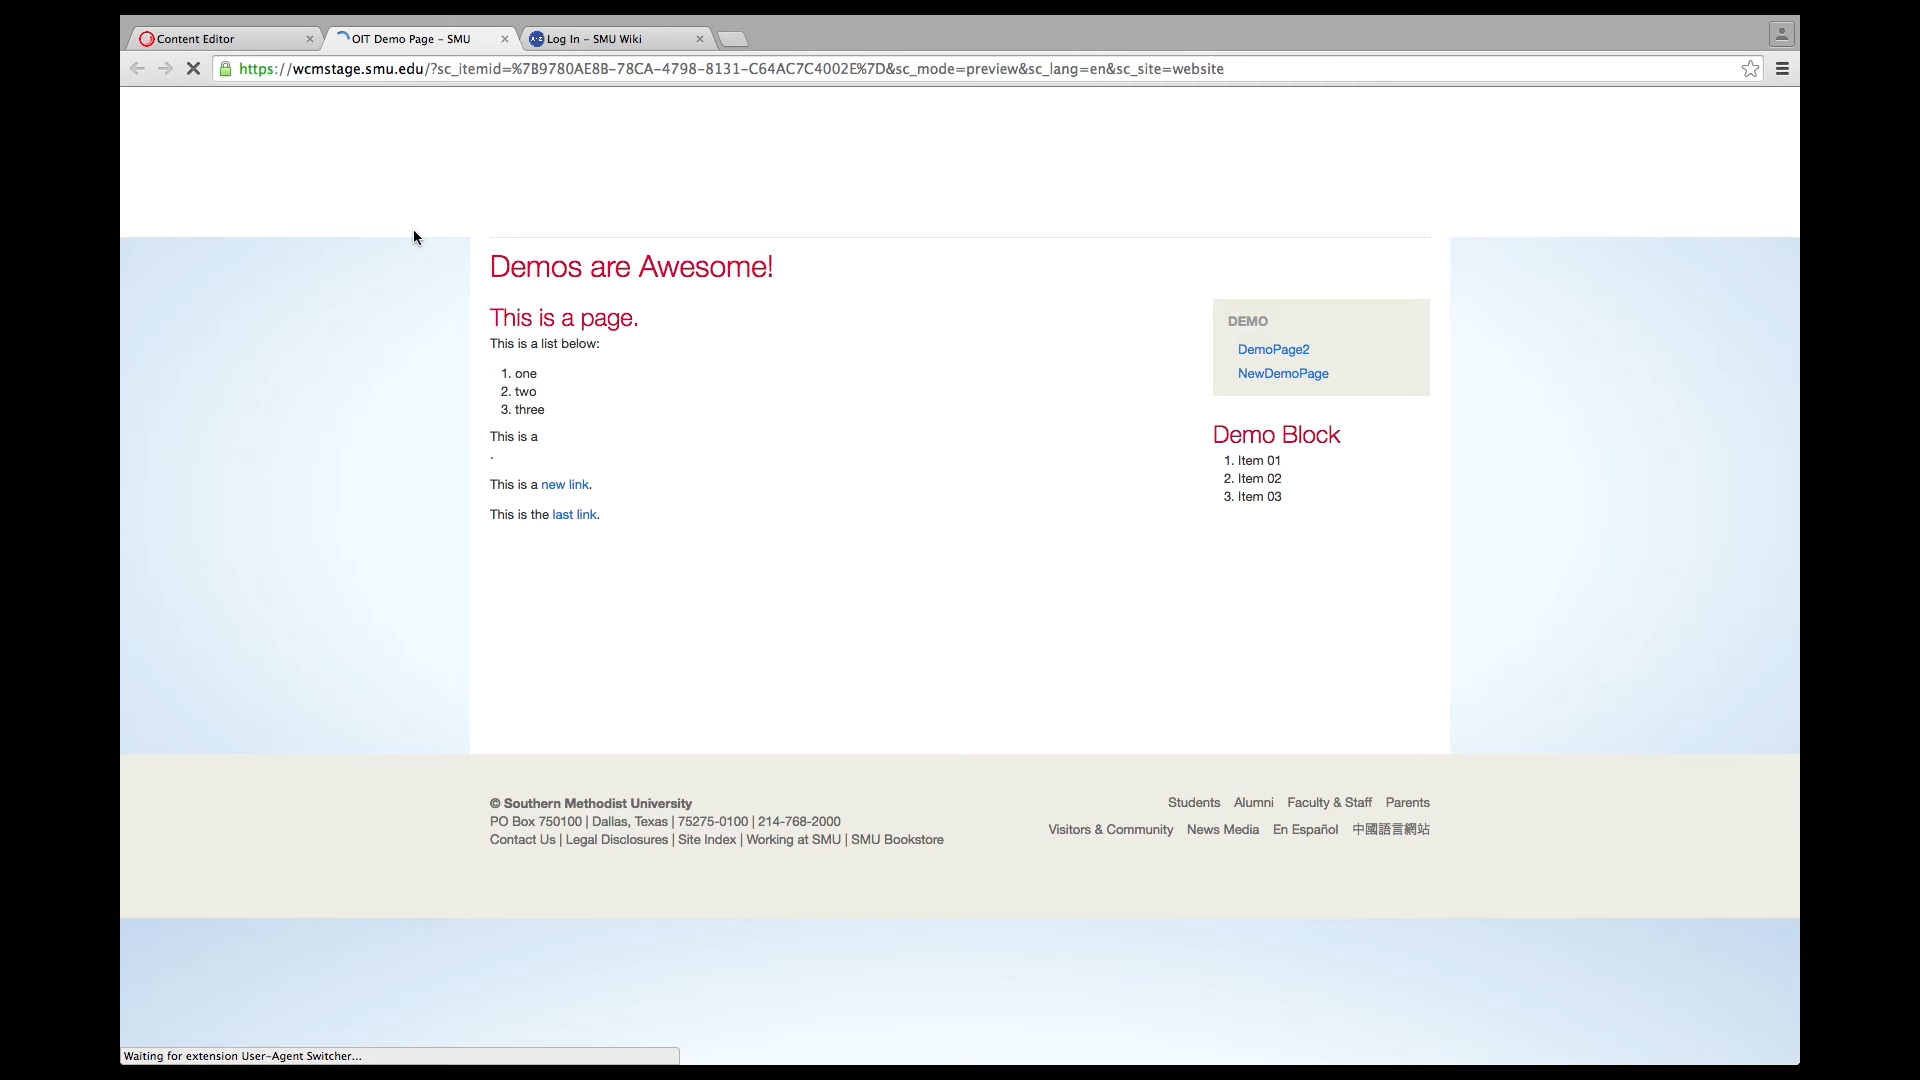 Content Editor
OIT Demo Page – SMU
Log In – SMU Wiki
https://wcmstage.smu.edu/?sc_itemid=%7B9780AE8B-78CA-4798-8131-C64AC7C4002E%7D&sc_mode=preview&sc_lang=en&sc_site=website
Demos are Awesome!
This is a page.
This is a list below:
1. one
2. two
3. three
This is a
.
This is a new link.
This is the last link.
DEMO
DemoPage2
NewDemoPage
Demo Block
1. Item 01
2. Item 02
3. Item 03
© Southern Methodist University
PO Box 750100 | Dallas, Texas | 75275-0100 | 214-768-2000
Contact Us | Legal Disclosures | Site Index | Working at SMU | SMU Bookstore
Students Alumni Faculty & Staff Parents
Visitors & Community News Media En Español 中國語言網站
Waiting for extension User-Agent Switcher...